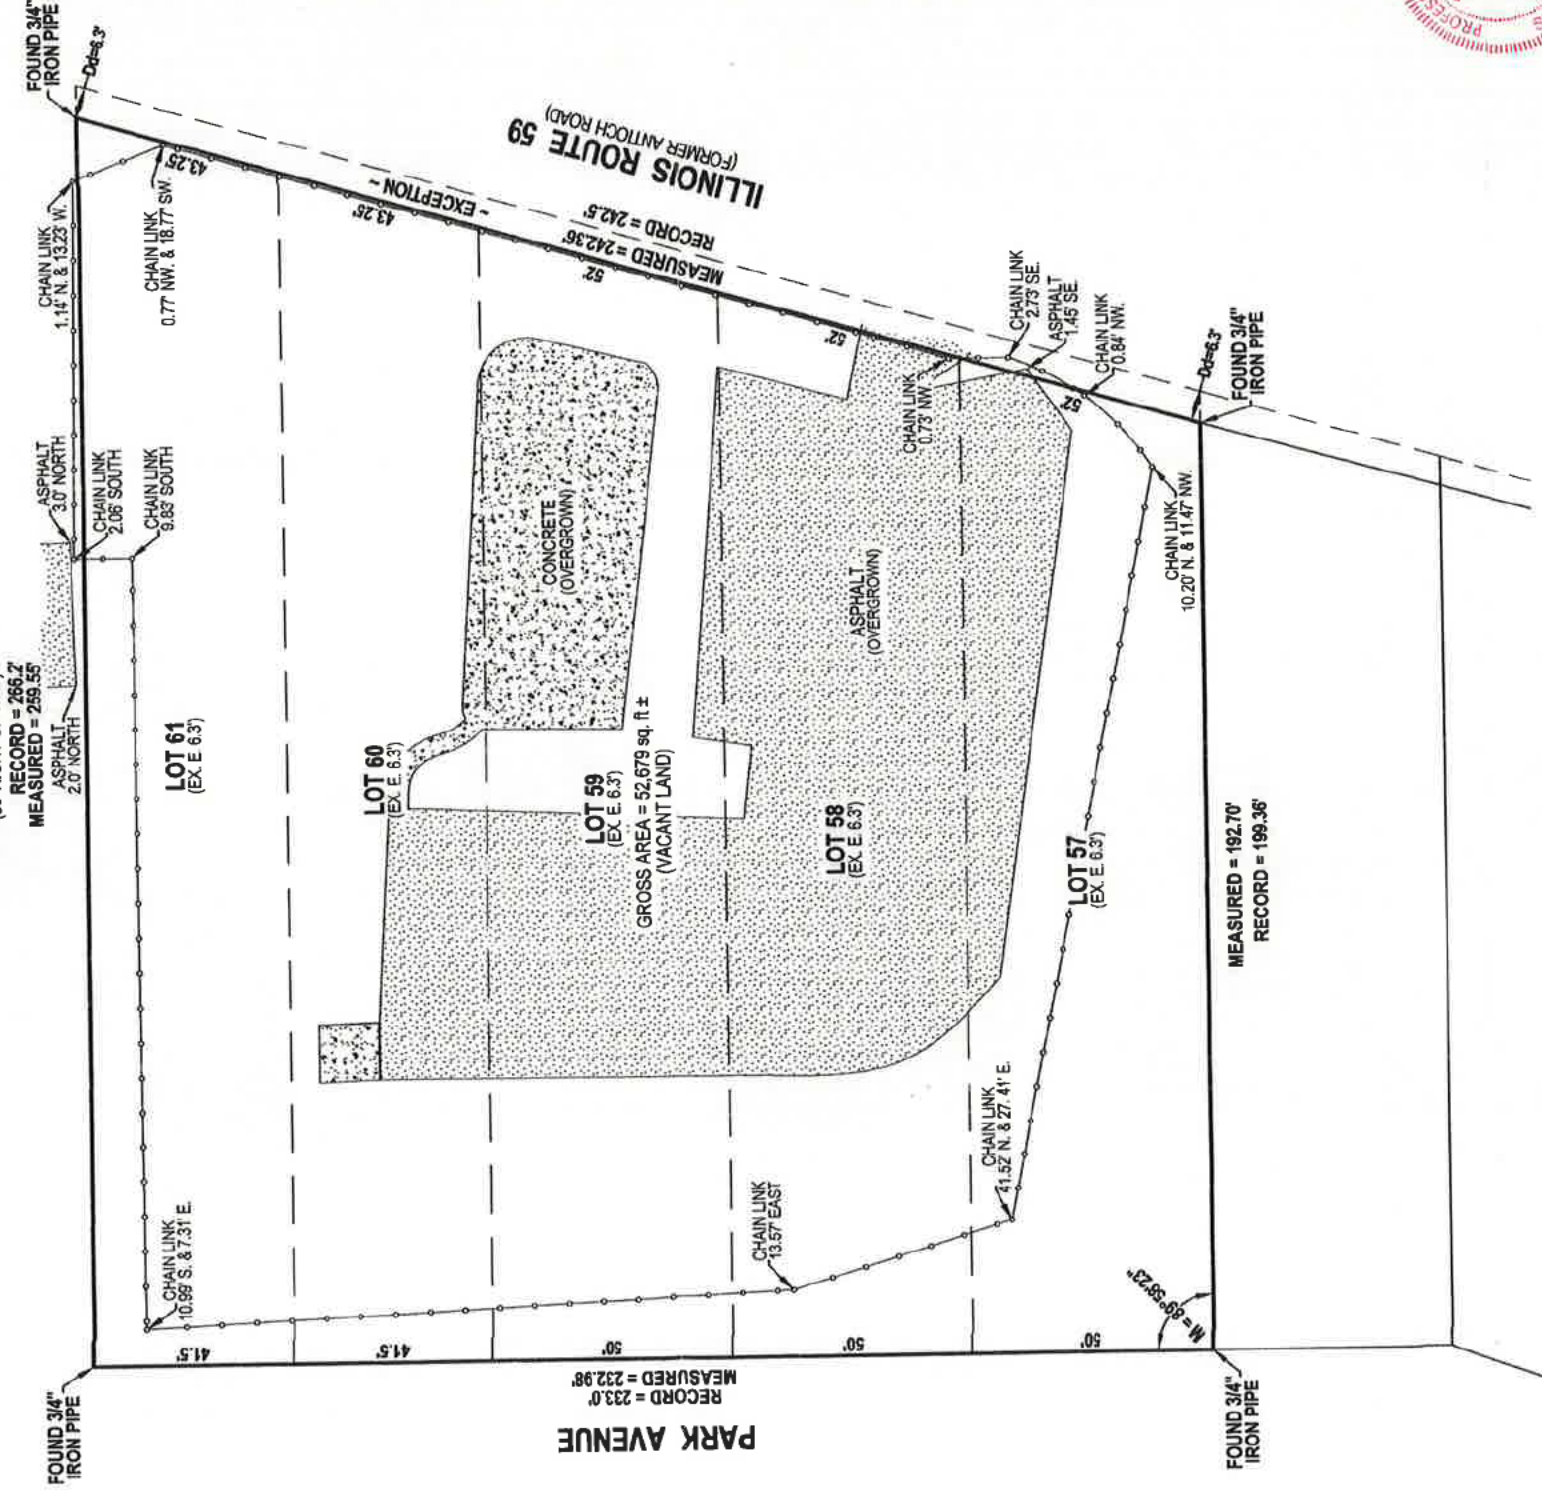 FOUND 3/4"
IRON PIPE
Dd=6.3'
PROFES
ILLINOIS ROUTE 59
(FORMER ANTIOCH ROAD)
~ EXCEPTION ~
RECORD = 242.5'
MEASURED = 242.36'
43.25'
43.25'
52'
52'
52'
CHAIN LINK
1.14' N. & 13.23' W.
CHAIN LINK
0.77' NW. & 18.77' SW.
ASPHALT
3.0' NORTH
CHAIN LINK
2.06' SOUTH
CHAIN LINK
9.83' SOUTH
RECORD = 266.2'
MEASURED = 259.55'
ASPHALT
2.0' NORTH
LOT 61
(EX. E. 6.3')
LOT 60
(EX. E. 6.3')
CONCRETE
(OVERGROWN)
LOT 59
(EX. E. 6.3')
GROSS AREA = 52,679 sq. ft ±
(VACANT LAND)
ASPHALT
(OVERGROWN)
LOT 58
(EX. E. 6.3')
LOT 57
(EX. E. 6.3')
CHAIN LINK
0.73' NW.
CHAIN LINK
2.73' SE.
ASPHALT
1.45' SE.
CHAIN LINK
0.84' NW.
Dd=6.3'
FOUND 3/4"
IRON PIPE
CHAIN LINK
10.20' N. & 11.47' NW.
MEASURED = 192.70'
RECORD = 199.36'
CHAIN LINK
10.99' S. & 7.31' E.
CHAIN LINK
13.57' EAST
CHAIN LINK
41.52' N. & 27.41' E.
M = 89°58'23"
41.5'
41.5'
50'
50'
50'
RECORD = 233.0'
MEASURED = 232.98'
PARK AVENUE
FOUND 3/4"
IRON PIPE
FOUND 3/4"
IRON PIPE